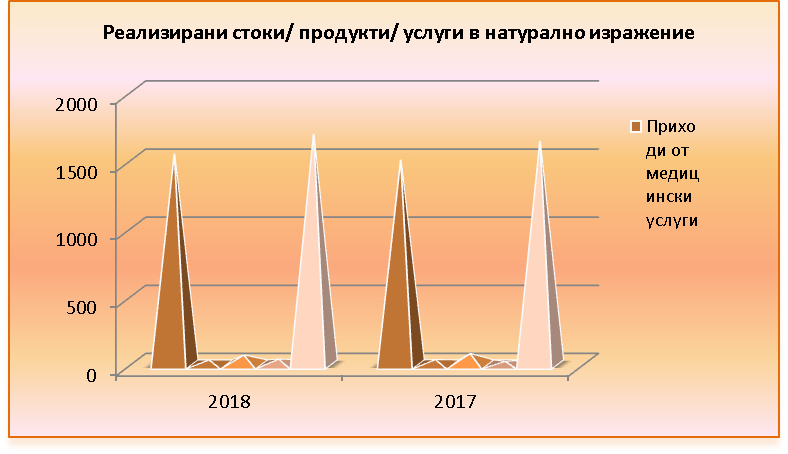 Реализирани стоки/ продукти/ услуги в натурално изражение
2000
1500
1000
500
0
2018
2017
Прихо
ди от
медиц
ински
услуги